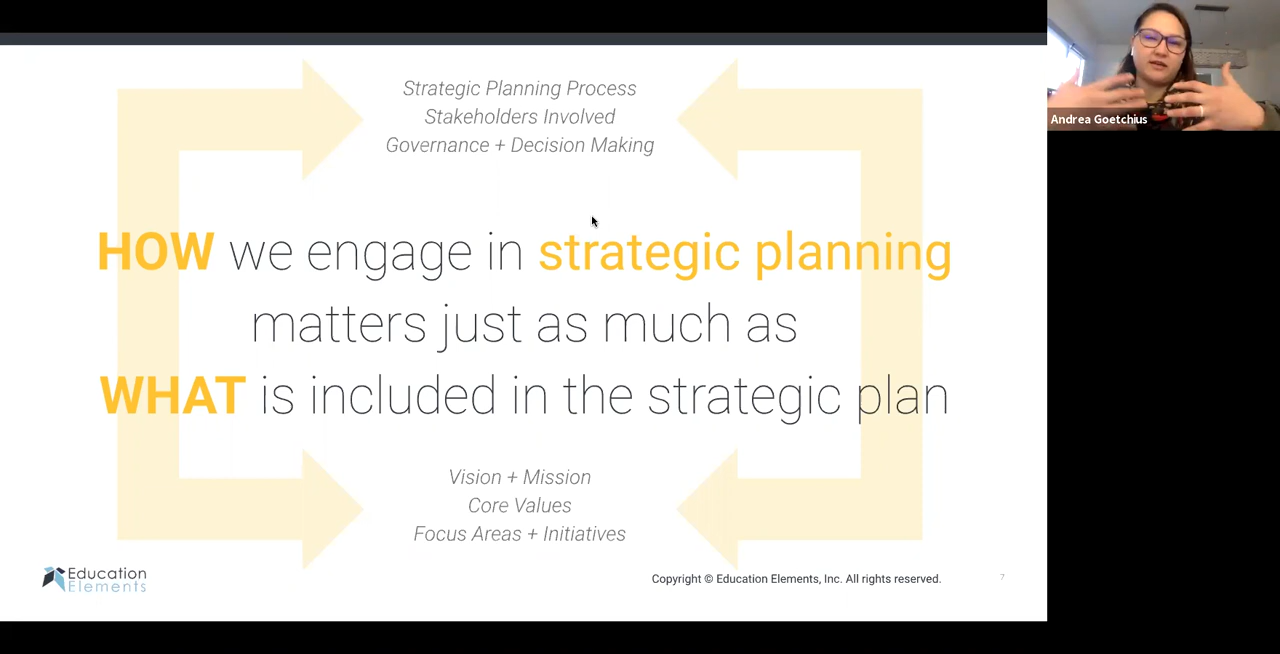 Strategic Planning Process
Stakeholders Involved
Governance + Decision Making
HOW we engage in strategic planning
matters just as much as
WHAT is included in the strategic plan
Vision + Mission
Core Values
Focus Areas + Initiatives
Education
Elements
Copyright © Education Elements, Inc. All rights reserved.
7
Andrea Goetchius